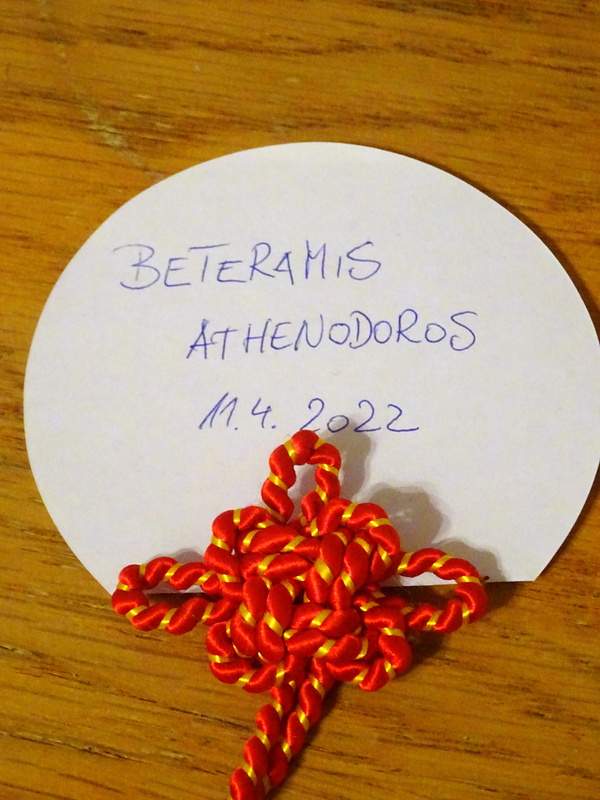 BETERAMIS
ATHENODOROS
11.4. 2022